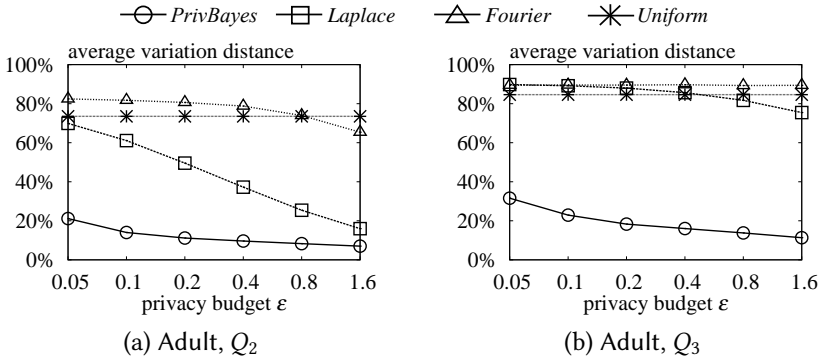 PrivBayes Laplace Fourier Uniform
average variation distance
100%
80%
60%
40%
20%
0%
0.05 0.1 0.2 0.4 0.8 1.6
privacy budget ε
(a) Adult, Q2
average variation distance
100%
80%
60%
40%
20%
0%
0.05 0.1 0.2 0.4 0.8 1.6
privacy budget ε
(b) Adult, Q3